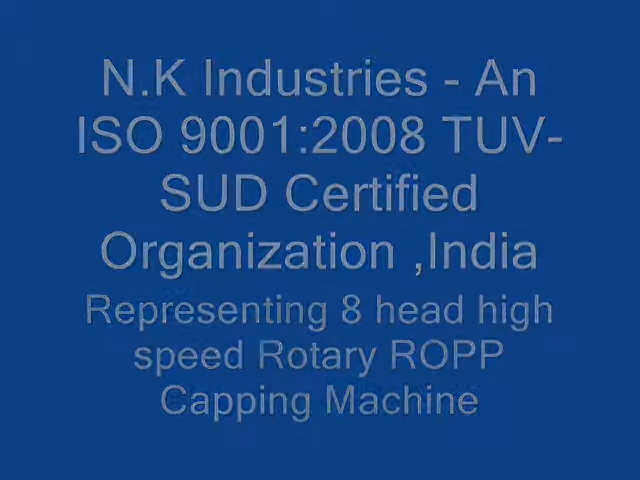 N.K Industries - An
ISO 9001:2008 TUV-
SUD Certified
Organization ,India
Representing 8 head high
speed Rotary ROPP
Capping Machine